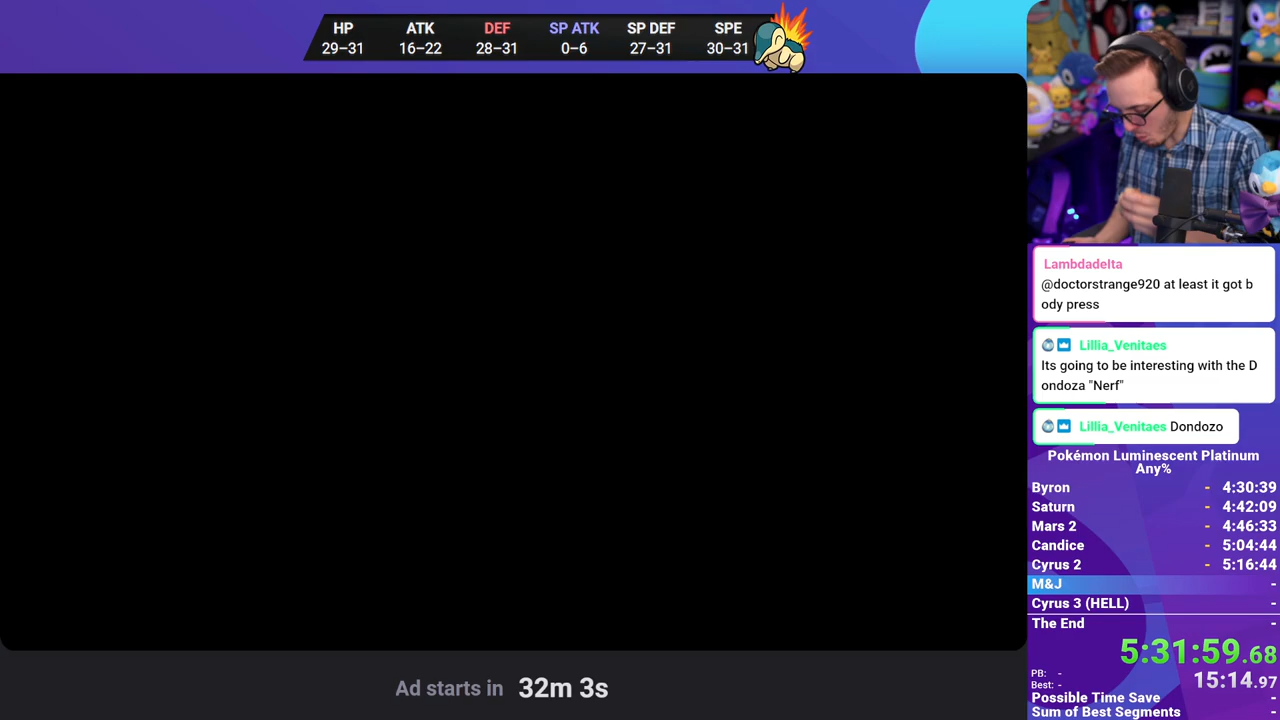 HP ATK DEF SP ATK SP DEF SPE
29–31 16–22 28–31 0–6 27–31 30–31
Lambdadelta
@doctorstrange920 at least it got b
ody press
Lillia_Venitaes
Its going to be interesting with the D
ondoza "Nerf"
Lillia_Venitaes Dondozo
Pokémon Luminescent Platinum
Any%
Byron - 4:30:39
Saturn - 4:42:09
Mars 2 - 4:46:33
Candice - 5:04:44
Cyrus 2 - 5:16:44
M&J -
Cyrus 3 (HELL) -
The End -
5:31:59.68
PB: -
Best: - 15:14.97
Possible Time Save -
Sum of Best Segments -
Ad starts in 32m 3s